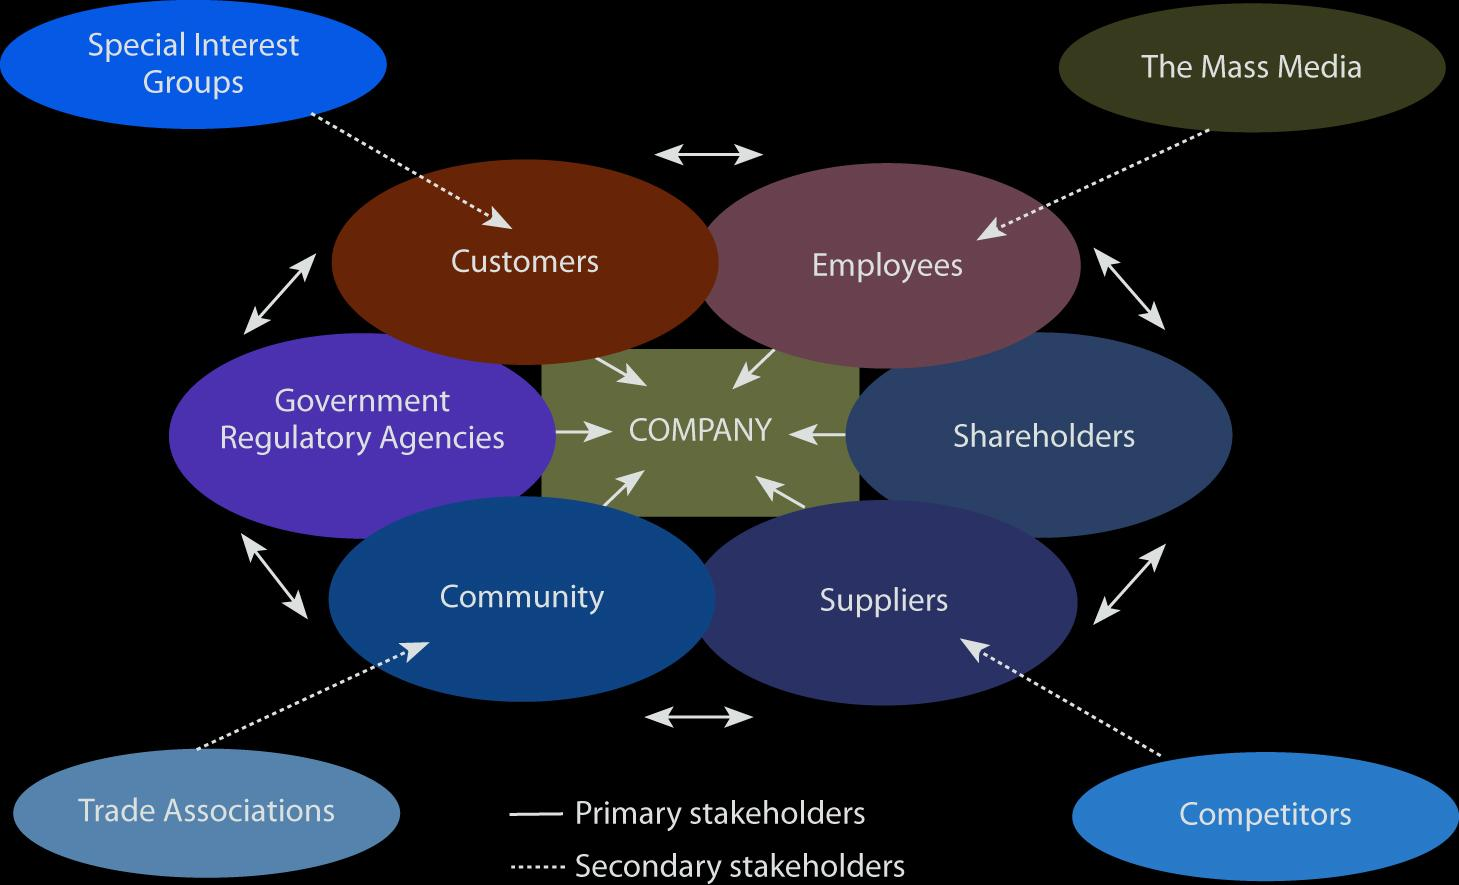 Special Interest
Groups
The Mass Media
Customers
Employees
Government
Regulatory Agencies
COMPANY
Shareholders
Community
Suppliers
Trade Associations
Competitors
Primary stakeholders
Secondary stakeholders